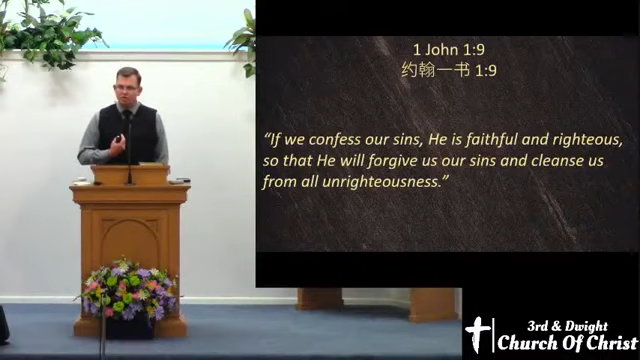 1 John 1:9
约翰一书 1:9
“If we confess our sins, He is faithful and righteous,
so that He will forgive us our sins and cleanse us
from all unrighteousness.”
3rd & Dwight
Church Of Christ